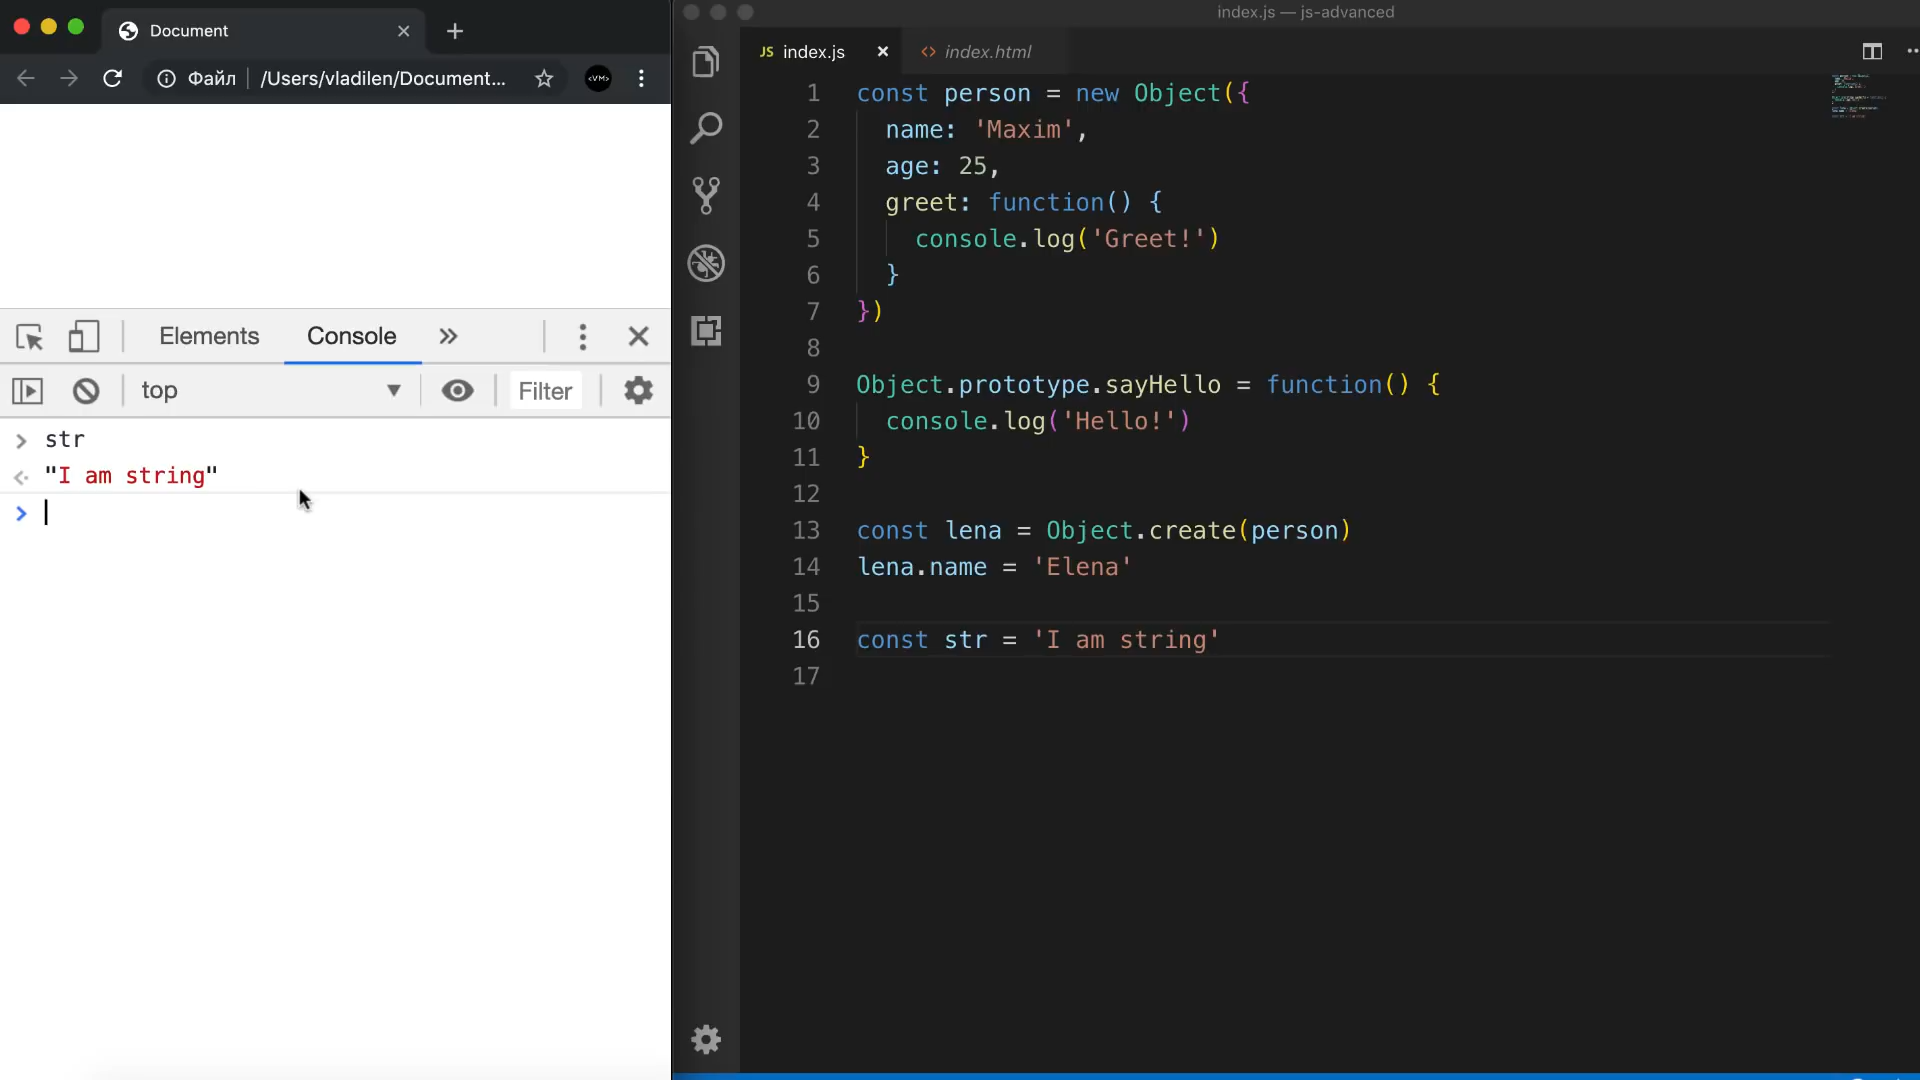 Document
Файл /Users/vladilen/Document...
<VM>
Elements Console
top Filter
str
"I am string"
index.js — js-advanced
JS index.js index.html
1 const person = new Object({
2 name: 'Maxim',
3 age: 25,
4 greet: function() {
5 console.log('Greet!')
6 }
7 })
8
9 Object.prototype.sayHello = function() {
10 console.log('Hello!')
11 }
12
13 const lena = Object.create(person)
14 lena.name = 'Elena'
15
16 const str = 'I am string'
17